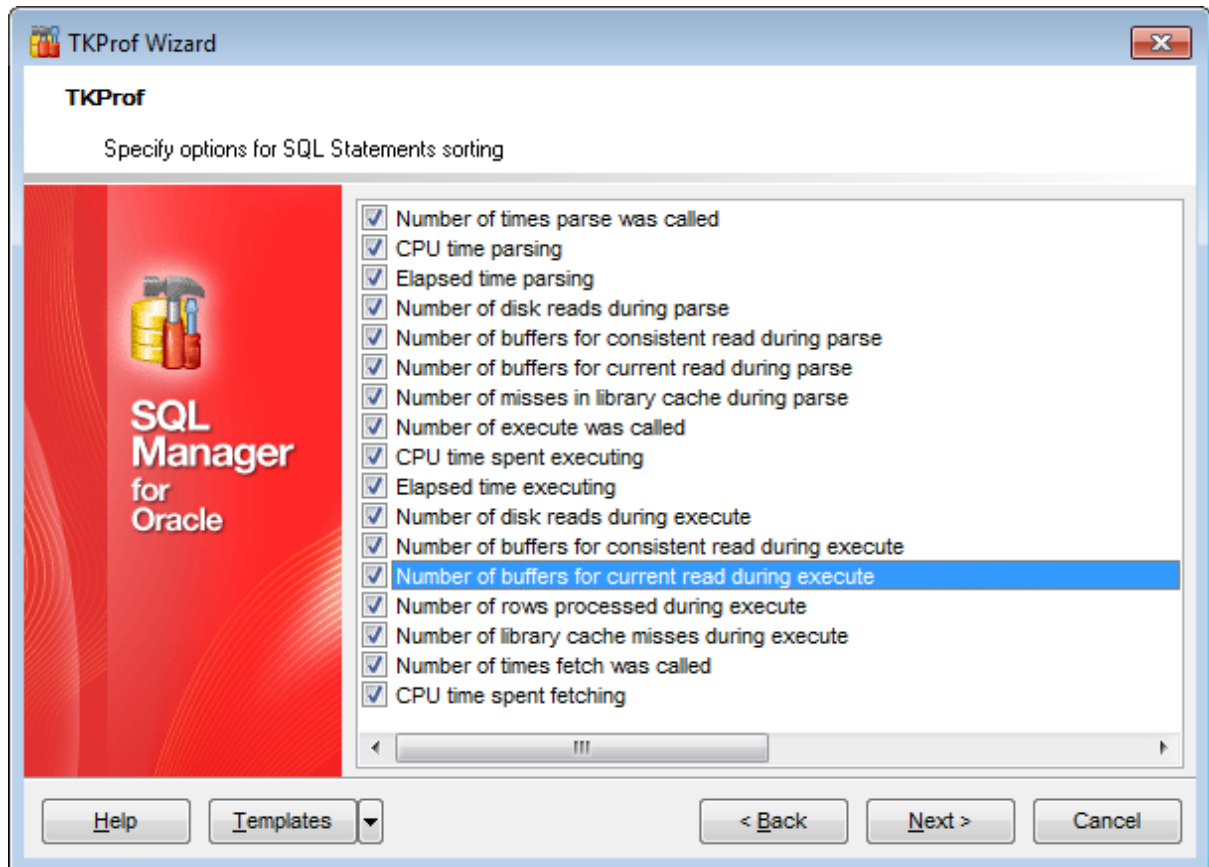 TKProf Wizard
TKProf
Specify options for SQL Statements sorting
SQL
Manager
for
Oracle
Number of times parse was called
CPU time parsing
Elapsed time parsing
Number of disk reads during parse
Number of buffers for consistent read during parse
Number of buffers for current read during parse
Number of misses in library cache during parse
Number of execute was called
CPU time spent executing
Elapsed time executing
Number of disk reads during execute
Number of buffers for consistent read during execute
Number of buffers for current read during execute
Number of rows processed during execute
Number of library cache misses during execute
Number of times fetch was called
CPU time spent fetching
Help
Templates
< Back
Next >
Cancel